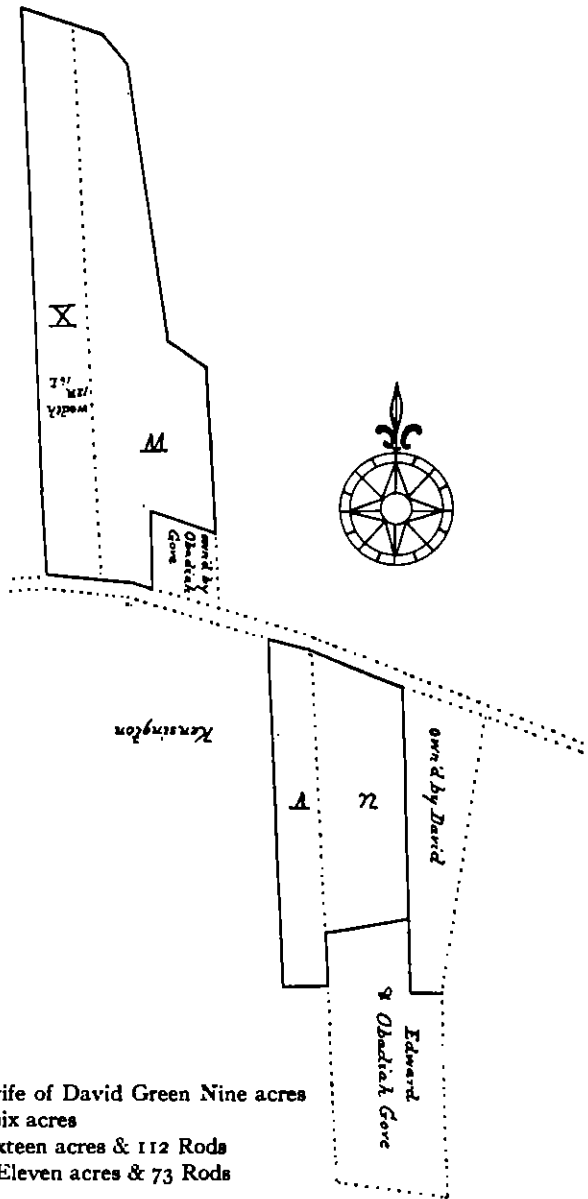 X
W
ownd by
Obadiah
Gove
Kensington
V
U
own'd by David
Edward
& Obadiah Gove
ife of David Green Nine acres
ix acres
xteen acres & 112 Rods
Eleven acres & 73 Rods